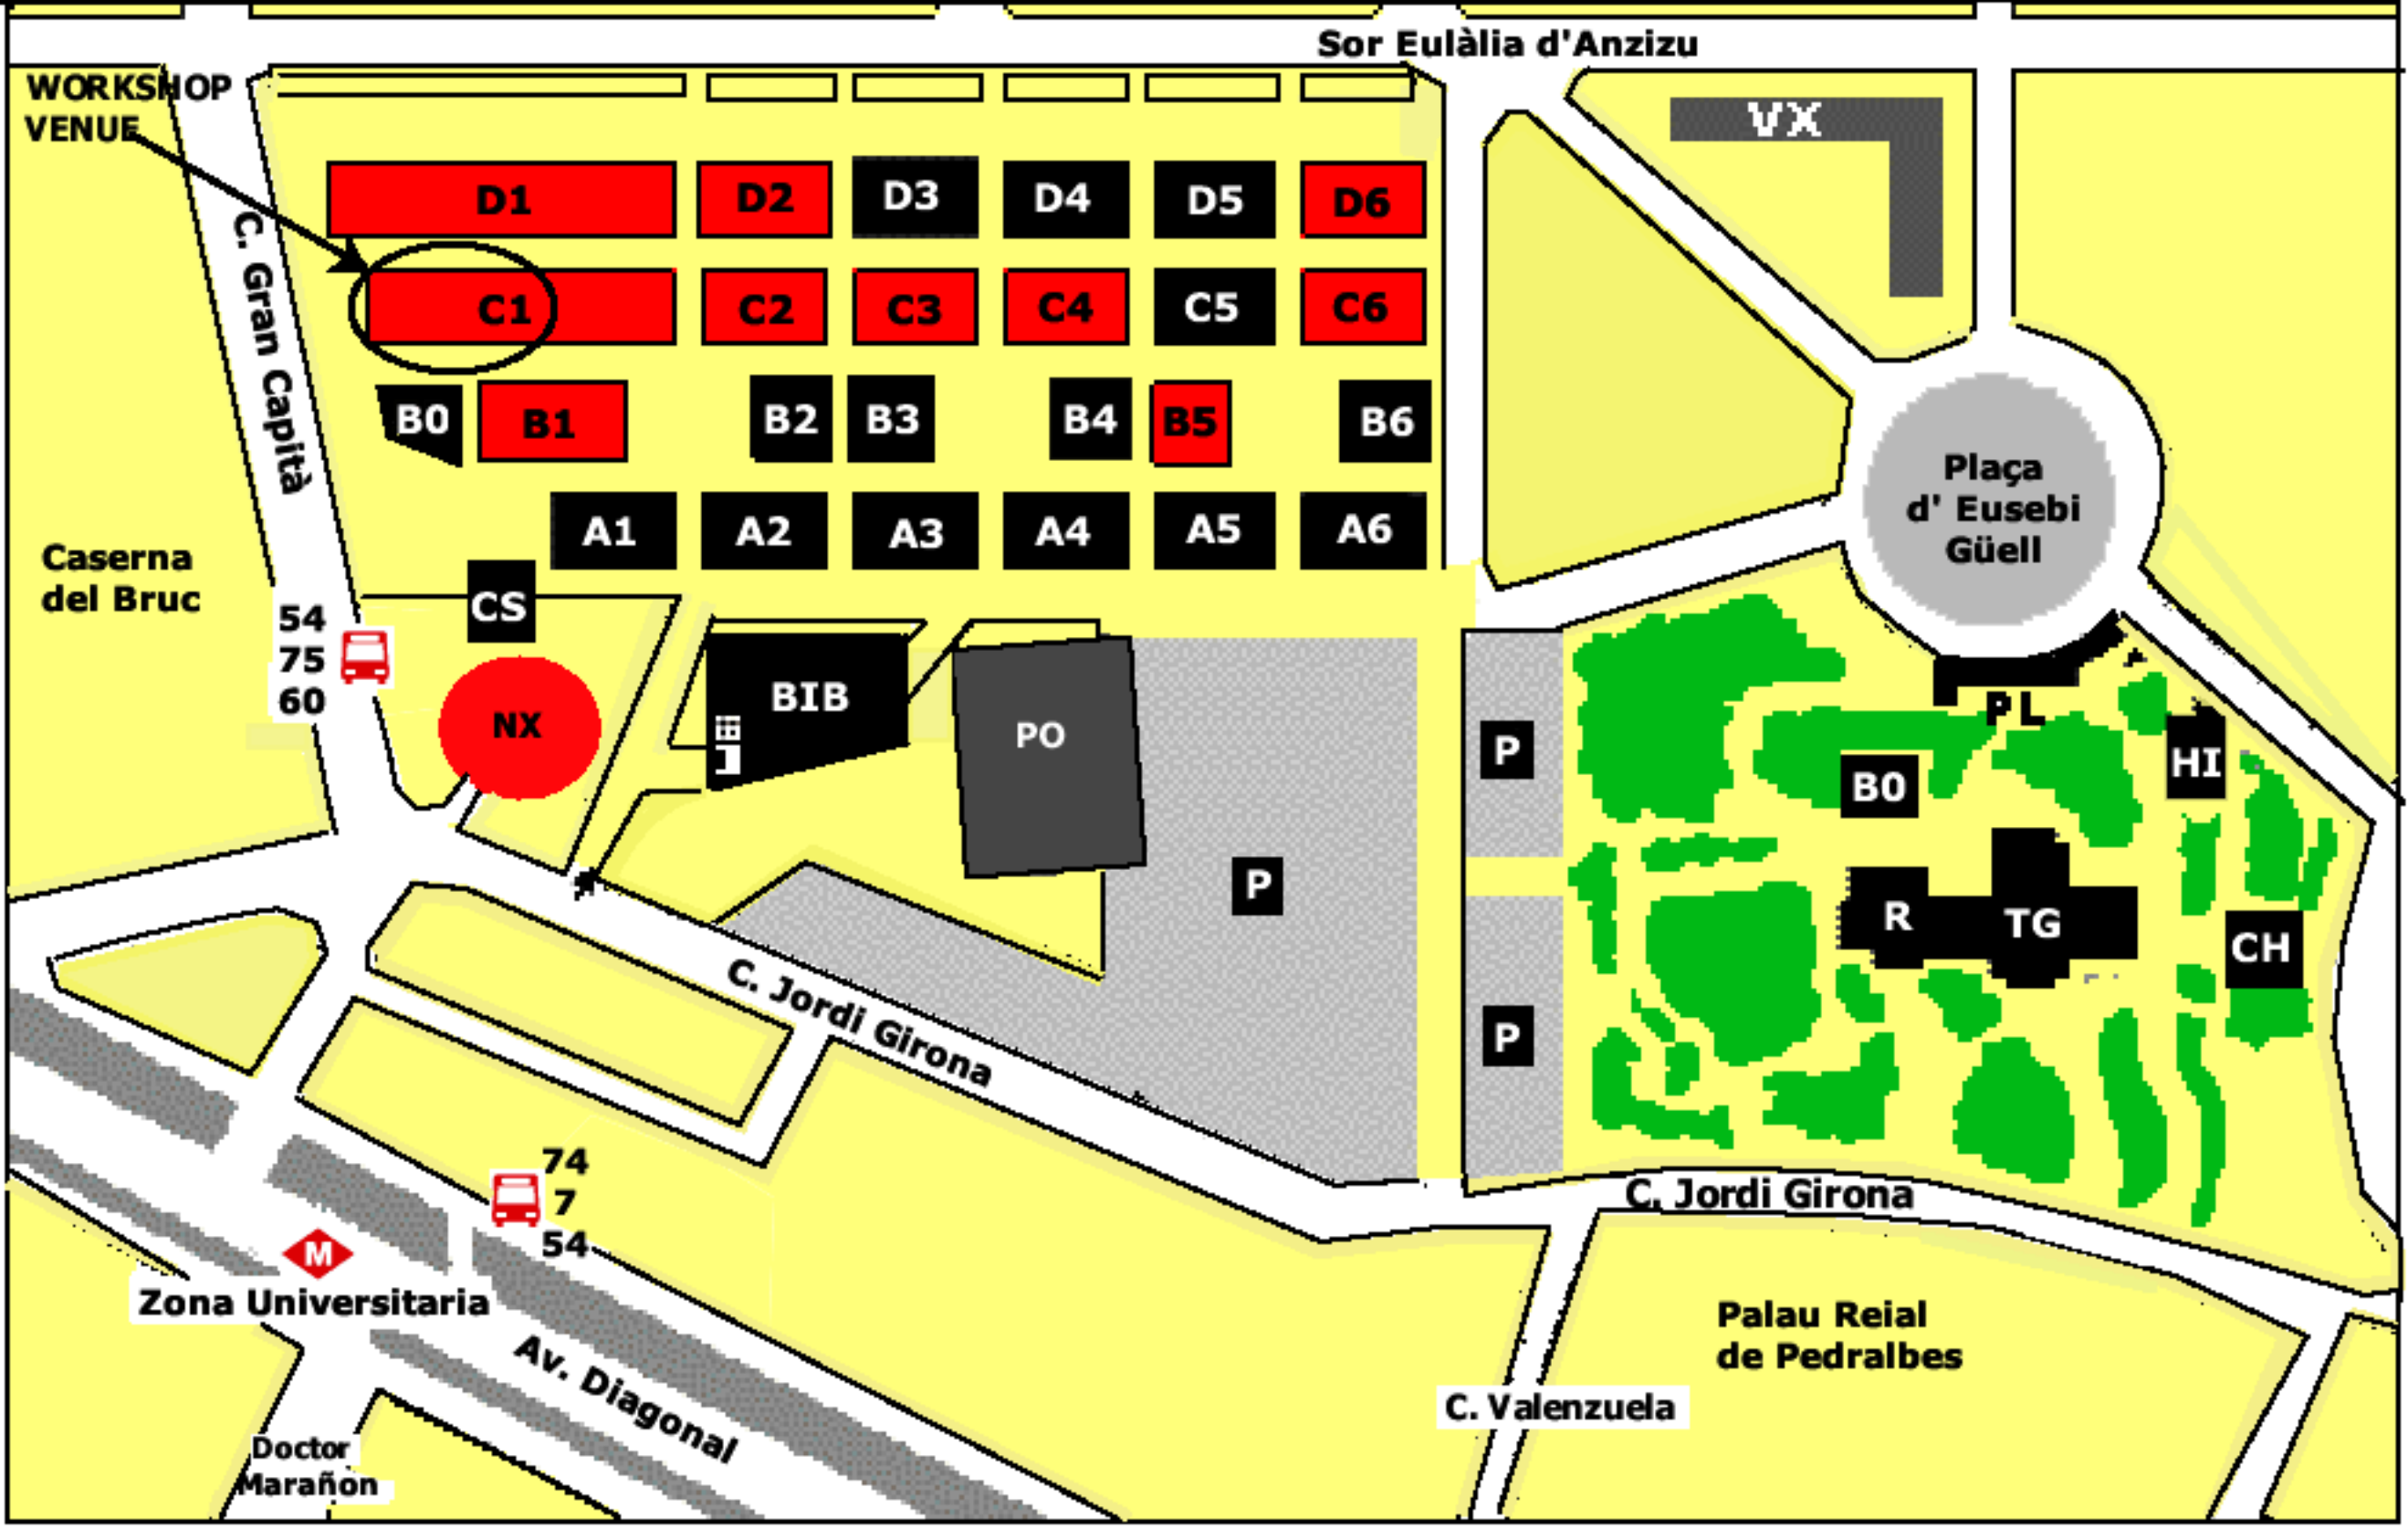 Sor Eulàlia d'Anzizu
WORKSHOP
VENUE
VX
D1
D2
D3
D4
D5
D6
C. Gran Capità
C1
C2
C3
C4
C5
C6
B0
B1
B2
B3
B4
B5
B6
A1
A2
A3
A4
A5
A6
Plaça
d' Eusebi
Güell
Caserna
del Bruc
CS
54
75
60
NX
BIB
PO
P
P
P
PL
HI
B0
R
TG
CH
C. Jordi Girona
C. Jordi Girona
74
7
54
M
Zona Universitaria
Av. Diagonal
Palau Reial
de Pedralbes
C. Valenzuela
Doctor
Marañon